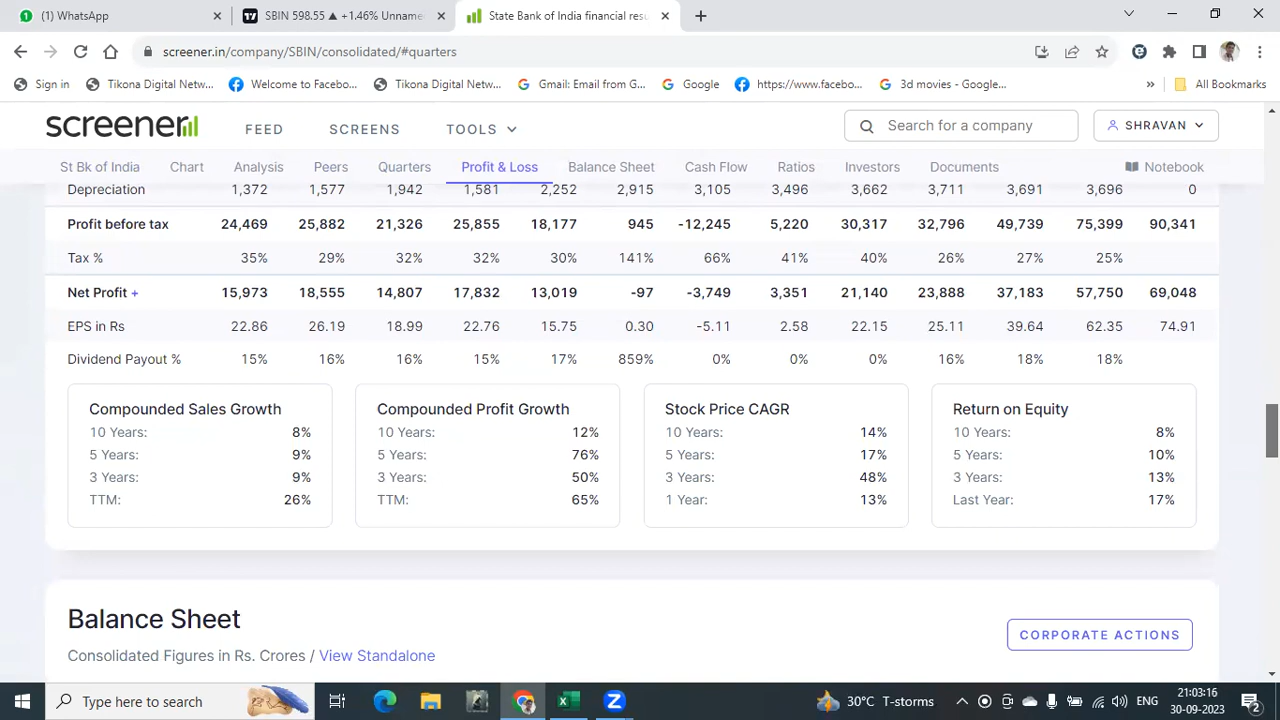 (1) WhatsApp
SBIN 598.55 ▲ +1.46% Unname
State Bank of India financial resu
screener.in/company/SBIN/consolidated/#quarters
Sign in
Tikona Digital Netw...
Welcome to Facebo...
Tikona Digital Netw...
Gmail: Email from G...
Google
https://www.facebo...
3d movies - Google...
»
All Bookmarks
screener
FEED SCREENS TOOLS
Search for a company
SHRAVAN
St Bk of India Chart Analysis Peers Quarters Profit & Loss Balance Sheet Cash Flow Ratios Investors Documents Notebook
Depreciation 1,372 1,577 1,942 1,581 2,252 2,915 3,105 3,496 3,662 3,711 3,691 3,696 0
Profit before tax 24,469 25,882 21,326 25,855 18,177 945 -12,245 5,220 30,317 32,796 49,739 75,399 90,341
Tax % 35% 29% 32% 32% 30% 141% 66% 41% 40% 26% 27% 25%
Net Profit + 15,973 18,555 14,807 17,832 13,019 -97 -3,749 3,351 21,140 23,888 37,183 57,750 69,048
EPS in Rs 22.86 26.19 18.99 22.76 15.75 0.30 -5.11 2.58 22.15 25.11 39.64 62.35 74.91
Dividend Payout % 15% 16% 16% 15% 17% 859% 0% 0% 0% 16% 18% 18%
Compounded Sales Growth
10 Years: 8%
5 Years: 9%
3 Years: 9%
TTM: 26%
Compounded Profit Growth
10 Years: 12%
5 Years: 76%
3 Years: 50%
TTM: 65%
Stock Price CAGR
10 Years: 14%
5 Years: 17%
3 Years: 48%
1 Year: 13%
Return on Equity
10 Years: 8%
5 Years: 10%
3 Years: 13%
Last Year: 17%
Balance Sheet
CORPORATE ACTIONS
Consolidated Figures in Rs. Crores / View Standalone
Type here to search
30°C T-storms
ENG
21:03:16
30-09-2023
2